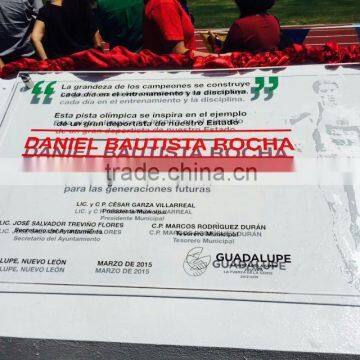 “ La grandeza de los campeones se construye
cada día en el entrenamiento y la disciplina. ”
Esta pista olímpica se inspira en el ejemplo
de un gran deportista de nuestro Estado
DANIEL BAUTISTA ROCHA
trade.china.cn
para las generaciones futuras
LIC. y C.P. CÉSAR GARZA VILLARREAL
Presidente Municipal
LIC. JOSÉ SALVADOR TREVIÑO FLORES
Secretario del Ayuntamiento
C.P. MARCOS RODRÍGUEZ DURÁN
Tesorero Municipal
LUPE, NUEVO LEÓN
MARZO DE 2015
GUADALUPE